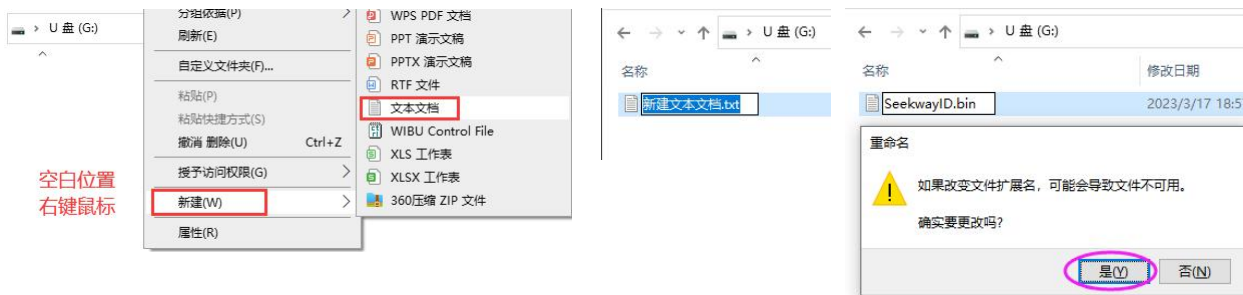 U 盘 (G:)
空白位置
右键鼠标
分组依据(P)
刷新(E)
自定义文件夹(F)...
粘贴(P)
粘贴快捷方式(S)
撤消 删除(U) Ctrl+Z
授予访问权限(G)
新建(W)
属性(R)
WPS PDF 文档
PPT 演示文稿
PPTX 演示文稿
RTF 文件
文本文档
WIBU Control File
XLS 工作表
XLSX 工作表
360压缩 ZIP 文件
U 盘 (G:)
名称
新建文本文档.txt
U 盘 (G:)
名称 修改日期
SeekwayID.bin 2023/3/17 18:5
重命名
如果改变文件扩展名，可能会导致文件不可用。
确实要更改吗?
是(Y) 否(N)